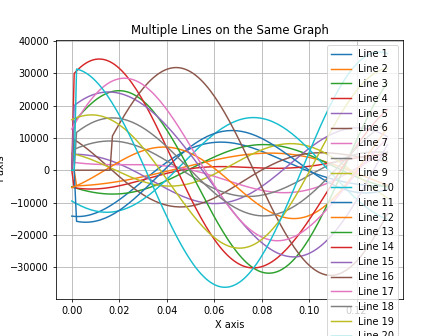 Multiple Lines on the Same Graph
40000
30000
20000
10000
0
−10000
−20000
−30000
0.00
0.02
0.04
0.06
0.08
0.10
X axis
Line 1
Line 2
Line 3
Line 4
Line 5
Line 6
Line 7
Line 8
Line 9
Line 10
Line 11
Line 12
Line 13
Line 14
Line 15
Line 16
Line 17
Line 18
Line 19
Line 20